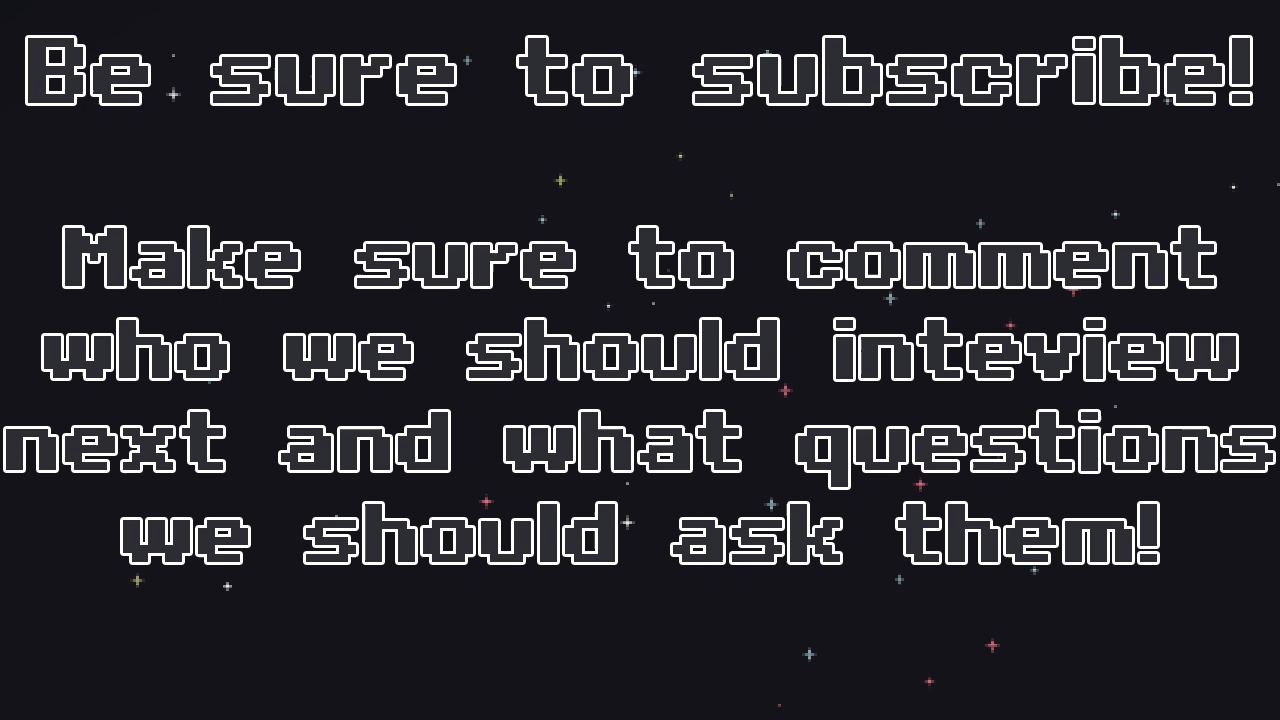 Be sure to subscribe!
Make sure to comment
who we should inteview
next and what questions
we should ask them!